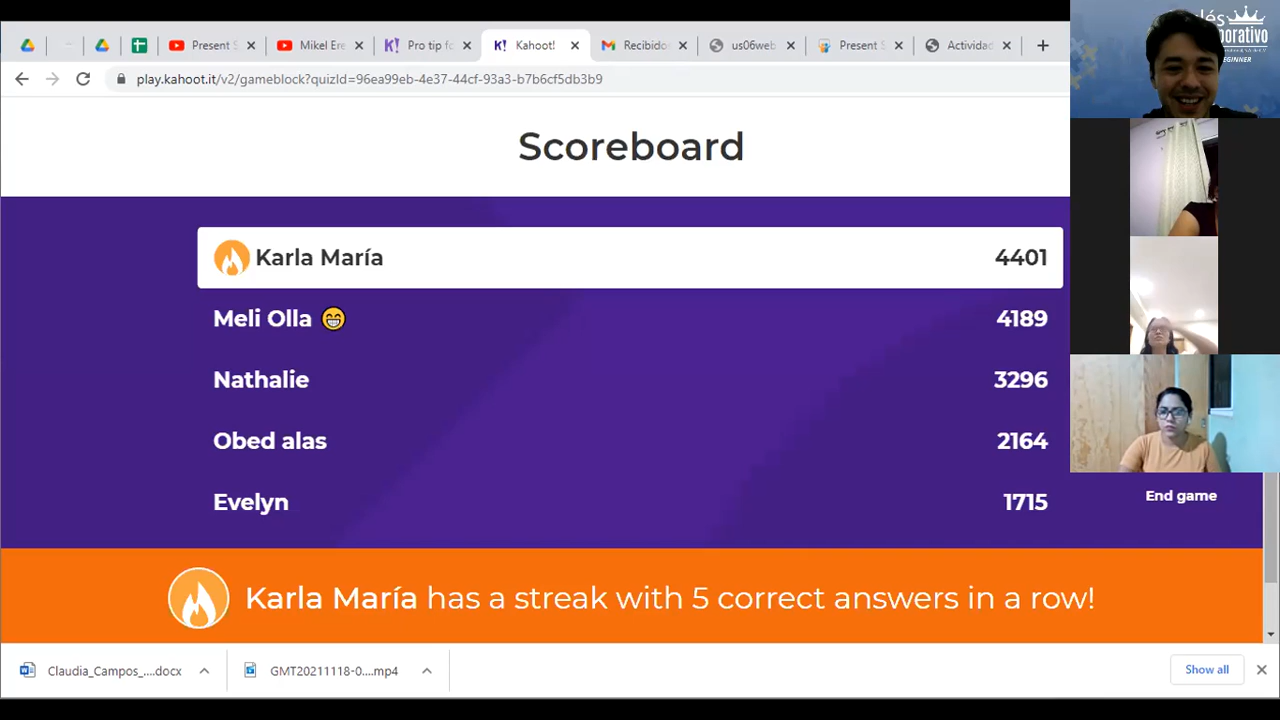 Present S
Mikel Ere
Pro tip fo
Kahoot!
Recibido
us06web
Present S
Actividad
play.kahoot.it/v2/gameblock?quizId=96ea99eb-4e37-44cf-93a3-b7b6cf5db3b9
Scoreboard
Karla María 4401
Meli Olla 😁 4189
Nathalie 3296
Obed alas 2164
Evelyn 1715
End game
Karla María has a streak with 5 correct answers in a row!
Claudia_Campos_....docx
GMT20211118-0....mp4
Show all